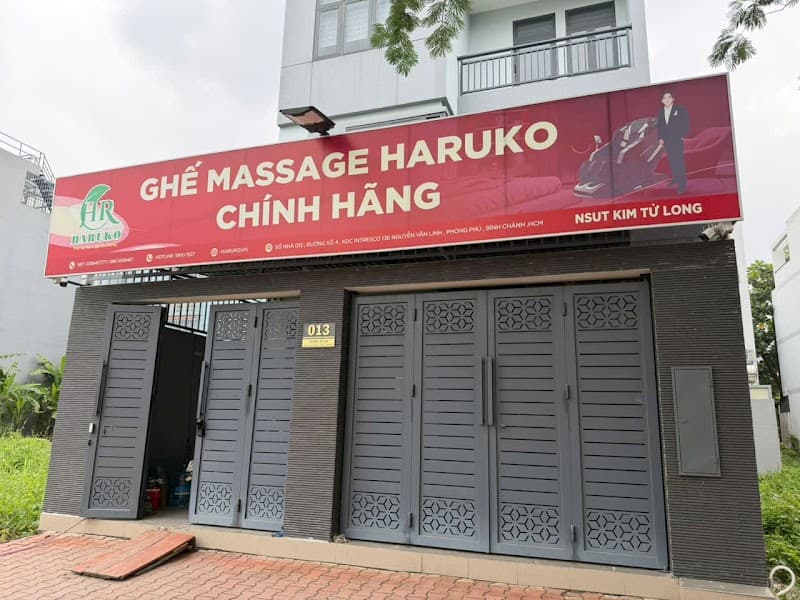 GHẾ MASSAGE HARUKO
CHÍNH HÃNG
HR
HARUKO
HOTLINE: 1900 1527
SỐ NHÀ 013, ĐƯỜNG SỐ 4, KDC INTRESCO 13E NGUYỄN VĂN LINH, PHONG PHÚ, BÌNH CHÁNH, HCM
NSUT KIM TỬ LONG
013